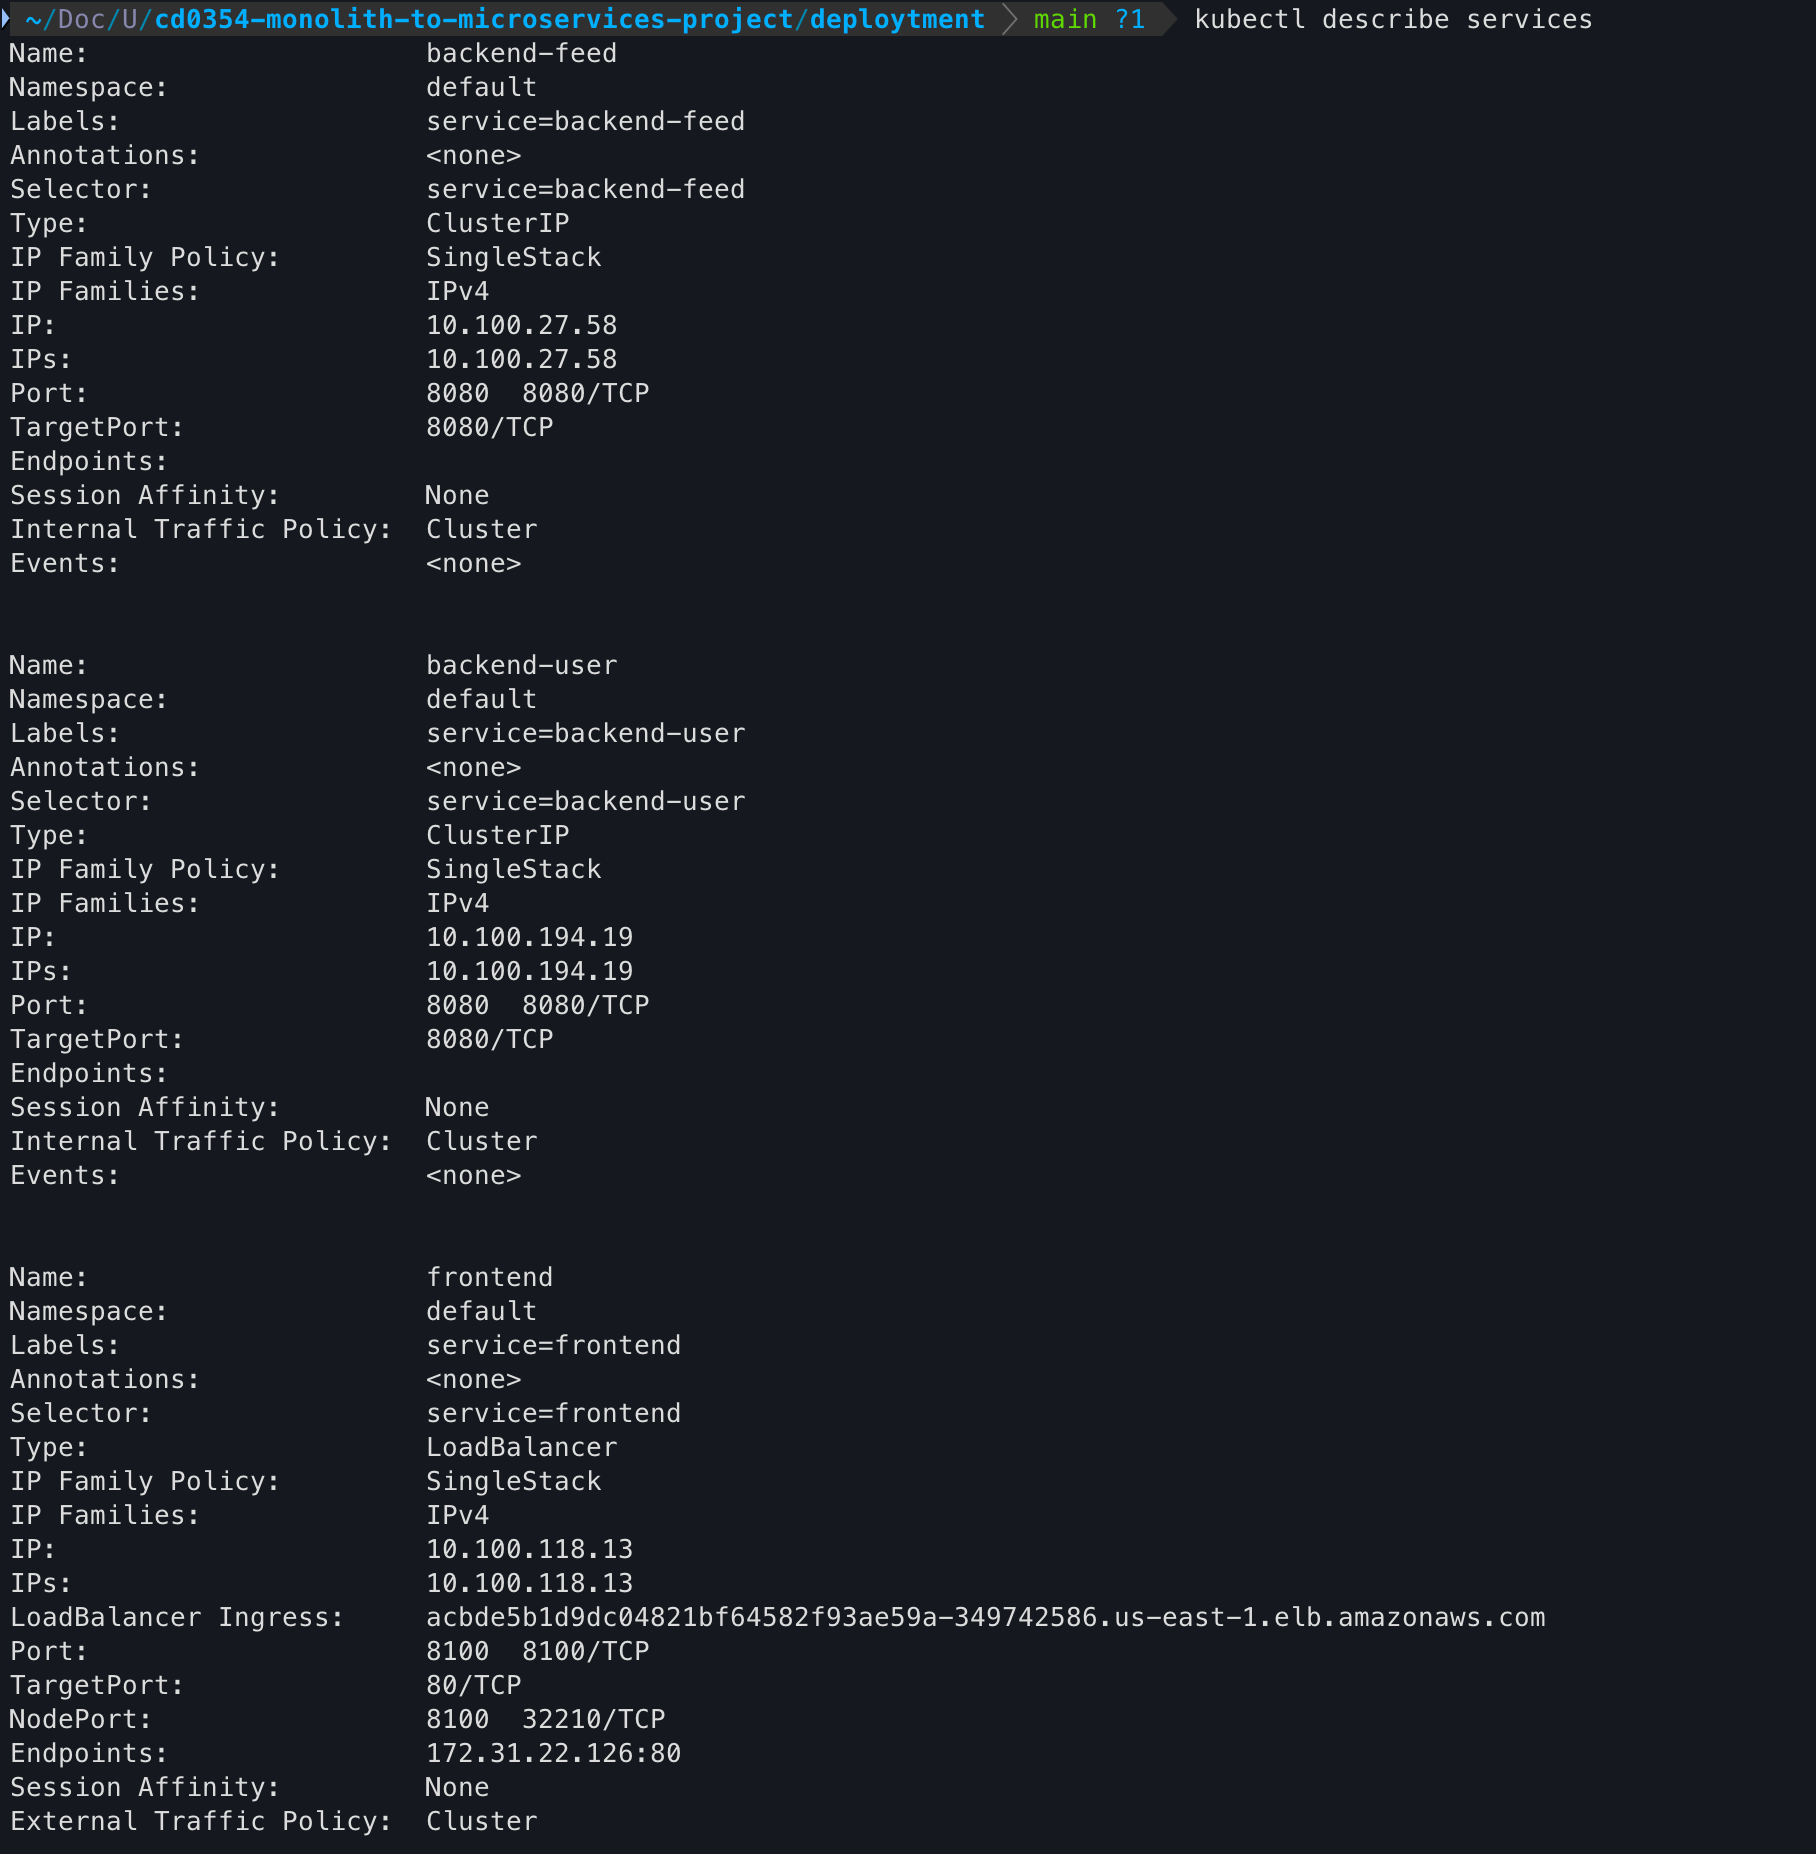 ~/Doc/U/cd0354-monolith-to-microservices-project/deploytment main ?1 kubectl describe services
Name: backend-feed
Namespace: default
Labels: service=backend-feed
Annotations: <none>
Selector: service=backend-feed
Type: ClusterIP
IP Family Policy: SingleStack
IP Families: IPv4
IP: 10.100.27.58
IPs: 10.100.27.58
Port: 8080 8080/TCP
TargetPort: 8080/TCP
Endpoints:
Session Affinity: None
Internal Traffic Policy: Cluster
Events: <none>
Name: backend-user
Namespace: default
Labels: service=backend-user
Annotations: <none>
Selector: service=backend-user
Type: ClusterIP
IP Family Policy: SingleStack
IP Families: IPv4
IP: 10.100.194.19
IPs: 10.100.194.19
Port: 8080 8080/TCP
TargetPort: 8080/TCP
Endpoints:
Session Affinity: None
Internal Traffic Policy: Cluster
Events: <none>
Name: frontend
Namespace: default
Labels: service=frontend
Annotations: <none>
Selector: service=frontend
Type: LoadBalancer
IP Family Policy: SingleStack
IP Families: IPv4
IP: 10.100.118.13
IPs: 10.100.118.13
LoadBalancer Ingress: acbde5b1d9dc04821bf64582f93ae59a-349742586.us-east-1.elb.amazonaws.com
Port: 8100 8100/TCP
TargetPort: 80/TCP
NodePort: 8100 32210/TCP
Endpoints: 172.31.22.126:80
Session Affinity: None
External Traffic Policy: Cluster